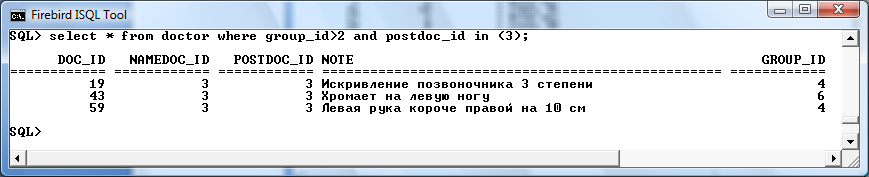 Firebird ISQL Tool
SQL> select * from doctor where group_id>2 and postdoc_id in (3);
DOC_ID NAMEDOC_ID POSTDOC_ID NOTE GROUP_ID
============ ============ ============ =============================================== ============
19 3 3 Искривление позвоночника 3 степени 4
43 3 3 Хромает на левую ногу 6
59 3 3 Левая рука короче правой на 10 см 4
SQL>